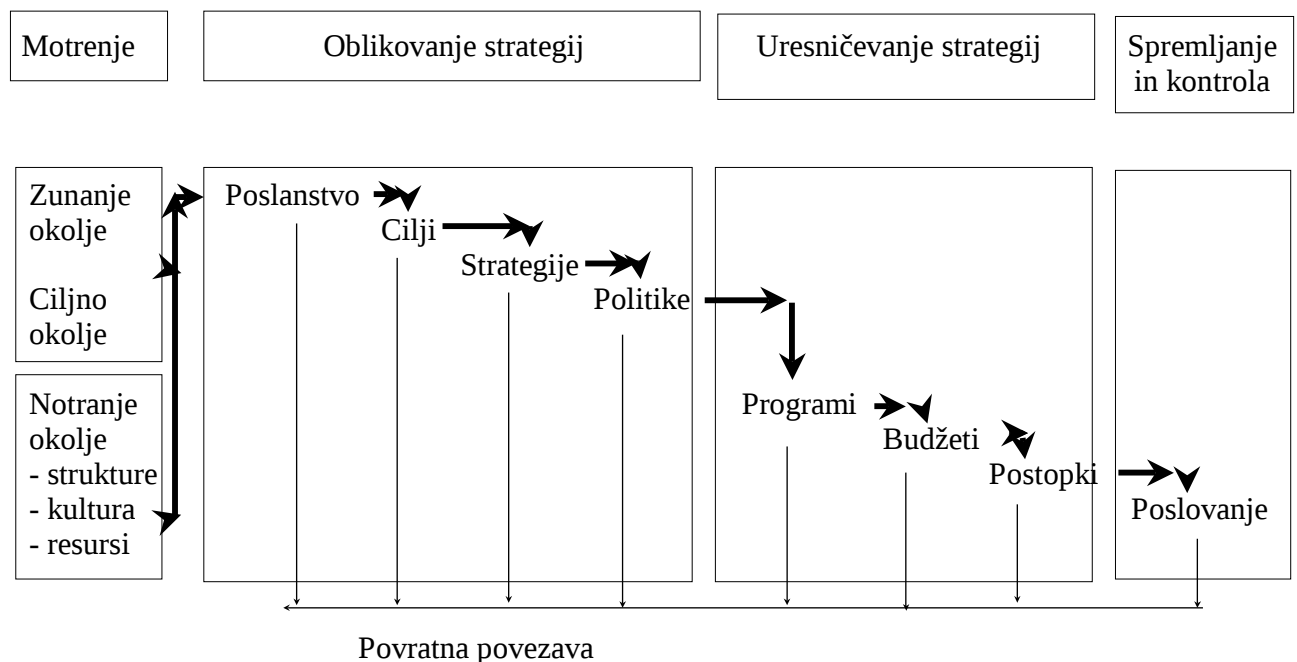 Motrenje
Oblikovanje strategij
Uresničevanje strategij
Spremljanje
in kontrola
Zunanje
okolje
Ciljno
okolje
Notranje
okolje
- strukture
- kultura
- resursi
Poslanstvo
Cilji
Strategije
Politike
Programi
Budžeti
Postopki
Poslovanje
Povratna povezava